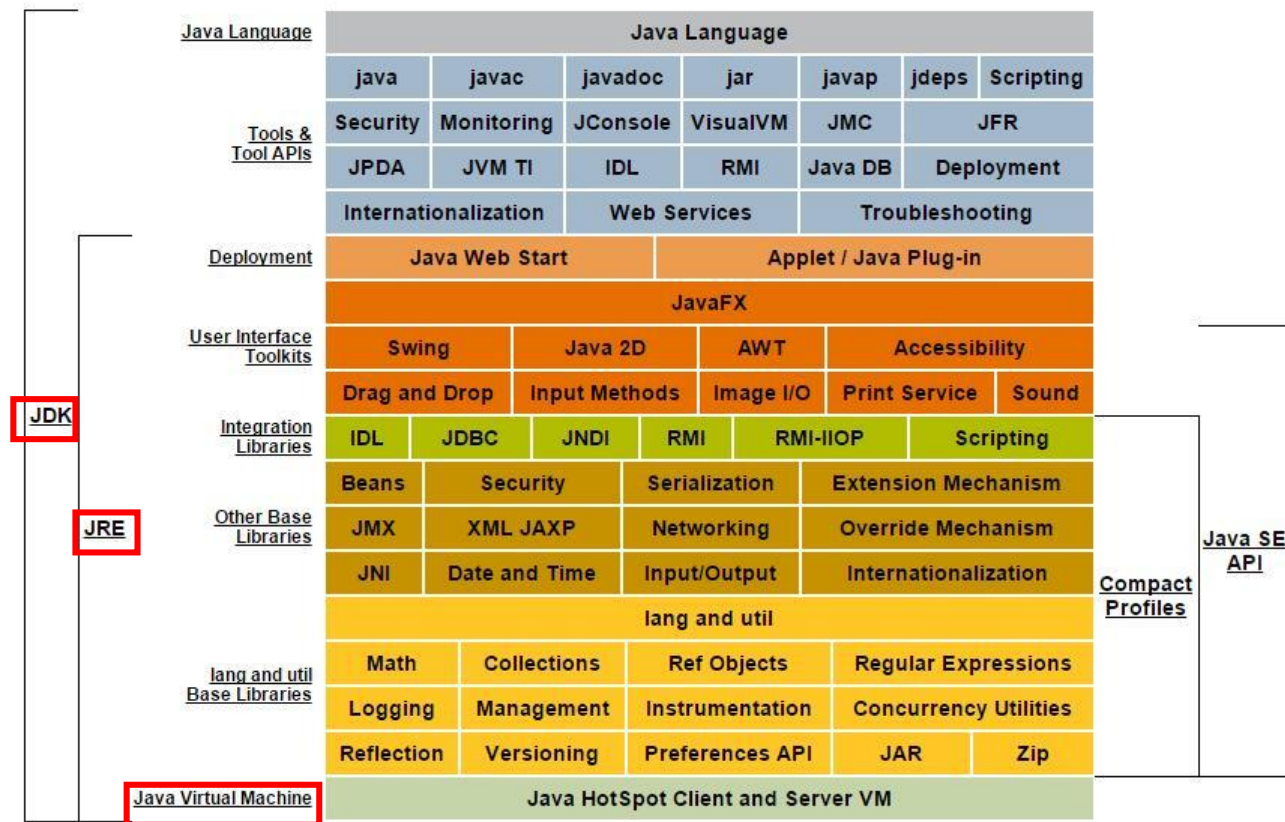 Java Language
Java Language
java javac javadoc jar javap jdeps Scripting
Tools &
Tool APIs
Security Monitoring JConsole VisualVM JMC JFR
JPDA JVM TI IDL RMI Java DB Deployment
Internationalization Web Services Troubleshooting
Deployment
Java Web Start Applet / Java Plug-in
JavaFX
User Interface
Toolkits
Swing Java 2D AWT Accessibility
Drag and Drop Input Methods Image I/O Print Service Sound
JDK
Integration
Libraries
IDL JDBC JNDI RMI RMI-IIOP Scripting
Beans Security Serialization Extension Mechanism
JRE
Other Base
Libraries
JMX XML JAXP Networking Override Mechanism
Java SE
API
JNI Date and Time Input/Output Internationalization
Compact
Profiles
lang and util
lang and util
Base Libraries
Math Collections Ref Objects Regular Expressions
Logging Management Instrumentation Concurrency Utilities
Reflection Versioning Preferences API JAR Zip
Java Virtual Machine
Java HotSpot Client and Server VM